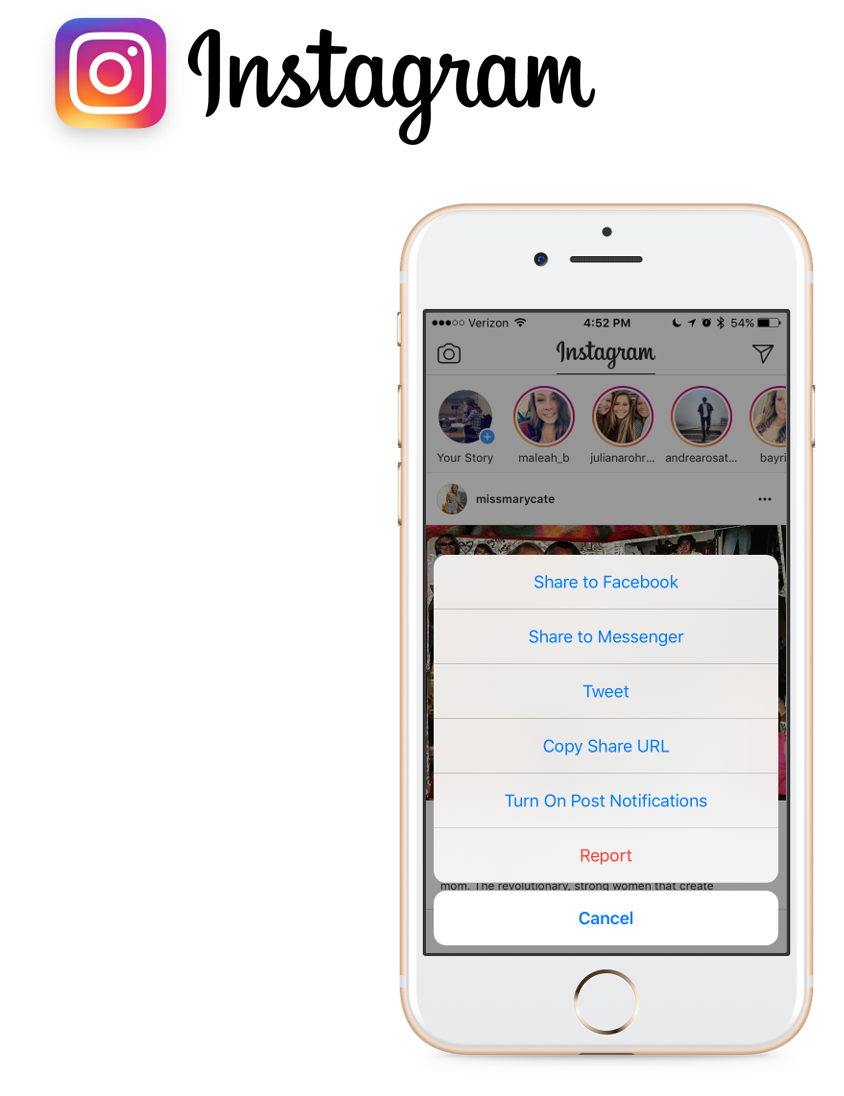 Instagram
Verizon 4:52 PM 54%
Instagram
Your Story maleah_b julianarohr... andrearosat... bayri
missmarycate
Share to Facebook
Share to Messenger
Tweet
Copy Share URL
Turn On Post Notifications
Report
mom. The revolutionary, strong women that create
Cancel